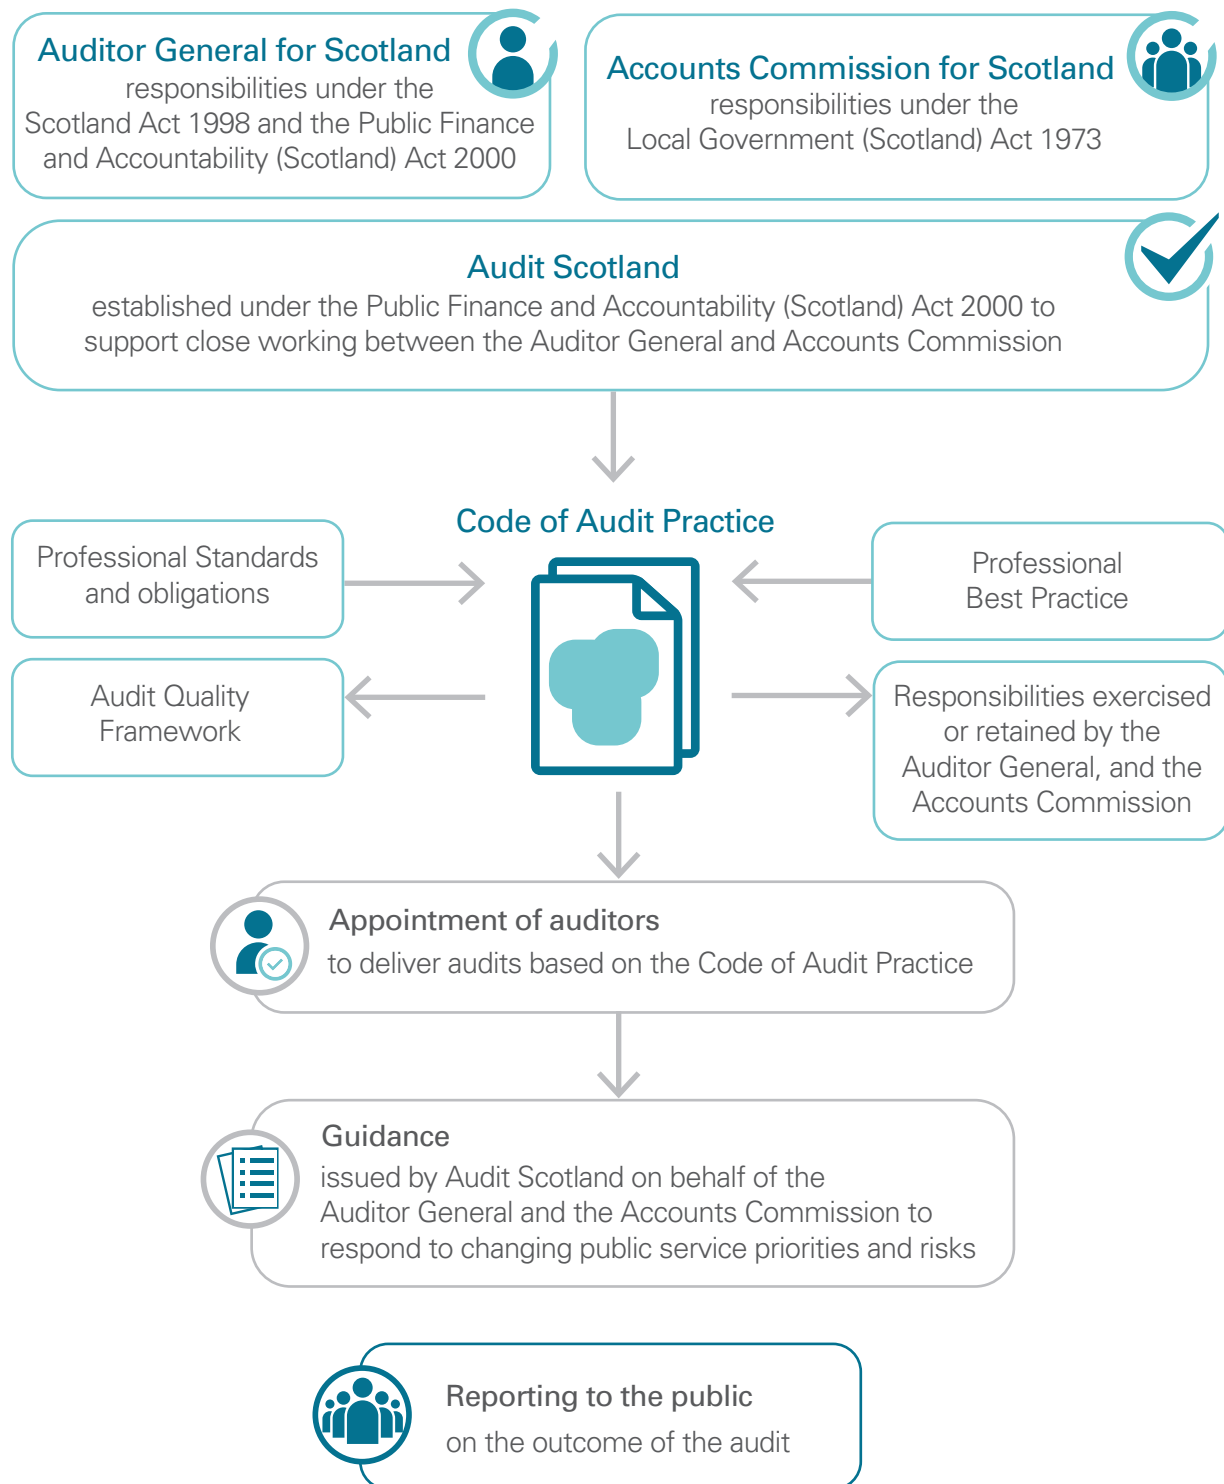 Auditor General for Scotland
responsibilities under the
Scotland Act 1998 and the Public Finance
and Accountability (Scotland) Act 2000
Accounts Commission for Scotland
responsibilities under the
Local Government (Scotland) Act 1973
Audit Scotland
established under the Public Finance and Accountability (Scotland) Act 2000 to
support close working between the Auditor General and Accounts Commission
Code of Audit Practice
Professional Standards
and obligations
Professional
Best Practice
Audit Quality
Framework
Responsibilities exercised
or retained by the
Auditor General, and the
Accounts Commission
Appointment of auditors
to deliver audits based on the Code of Audit Practice
Guidance
issued by Audit Scotland on behalf of the
Auditor General and the Accounts Commission to
respond to changing public service priorities and risks
Reporting to the public
on the outcome of the audit